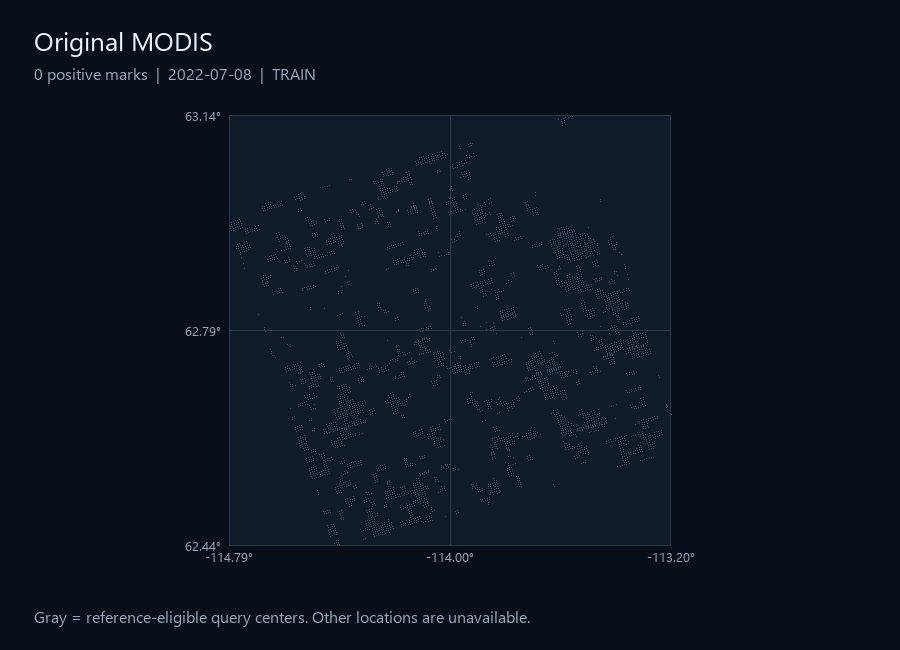 Original MODIS
0 positive marks | 2022-07-08 | TRAIN
63.14°
62.79°
62.44°
-114.79° -114.00° -113.20°
Gray = reference-eligible query centers. Other locations are unavailable.